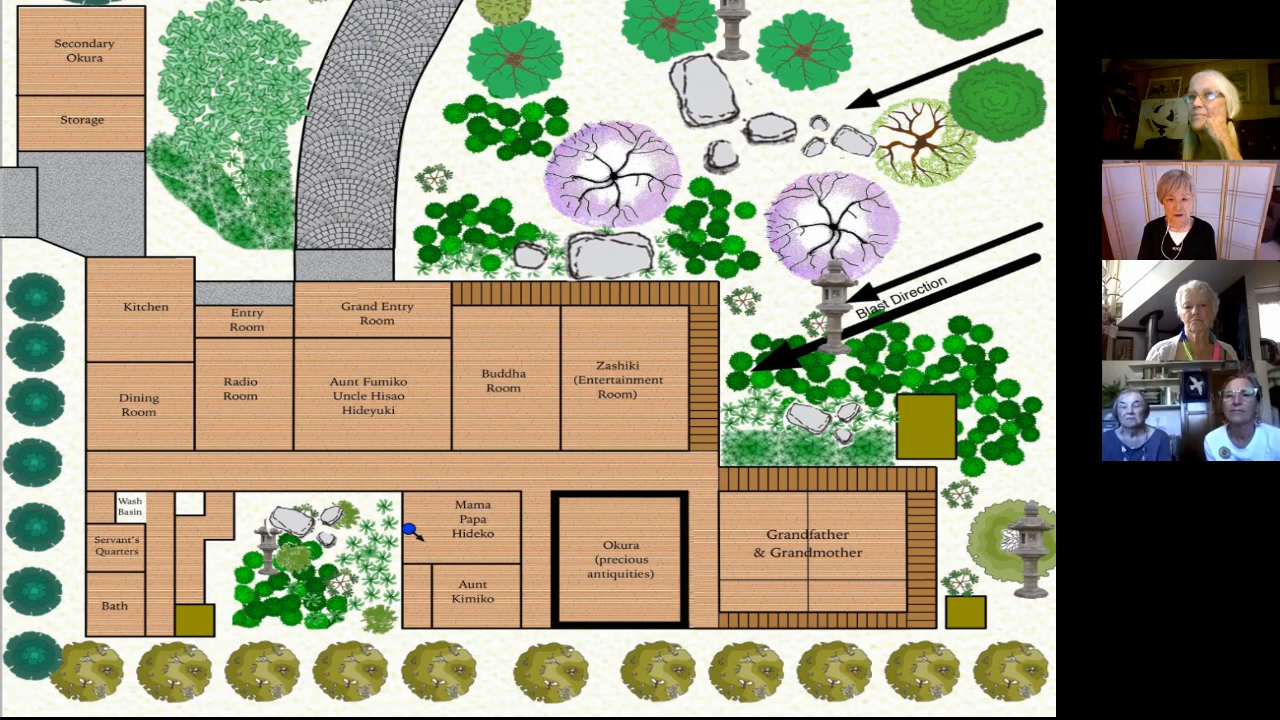 Secondary
Okura
Storage
Kitchen
Entry
Room
Grand Entry
Room
Dining
Room
Radio
Room
Aunt Fumiko
Uncle Hisao
Hideyuki
Buddha
Room
Zashiki
(Entertainment
Room)
Blast Direction
Wash
Basin
Servant's
Quarters
Bath
Mama
Papa
Hideko
Aunt
Kimiko
Okura
(precious
antiquities)
Grandfather
& Grandmother